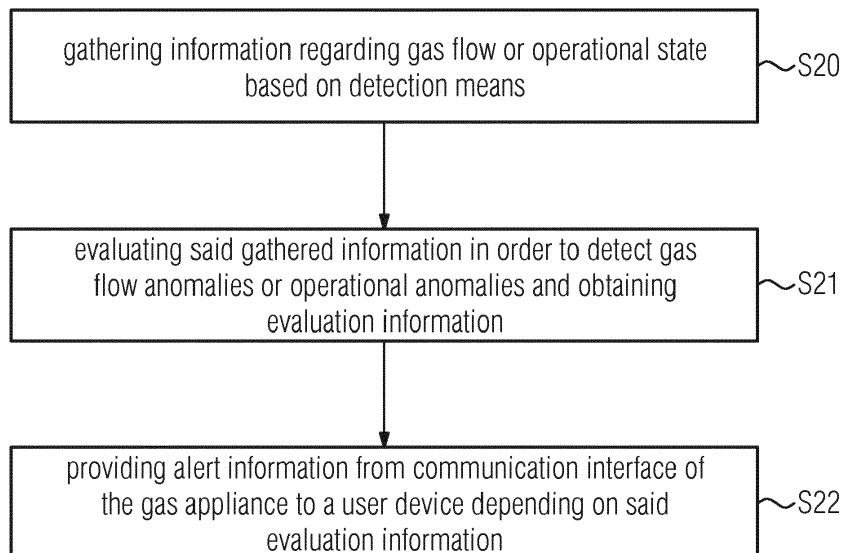 gathering information regarding gas flow or operational state
based on detection means
S20
evaluating said gathered information in order to detect gas
flow anomalies or operational anomalies and obtaining
evaluation information
S21
providing alert information from communication interface of
the gas appliance to a user device depending on said
evaluation information
S22